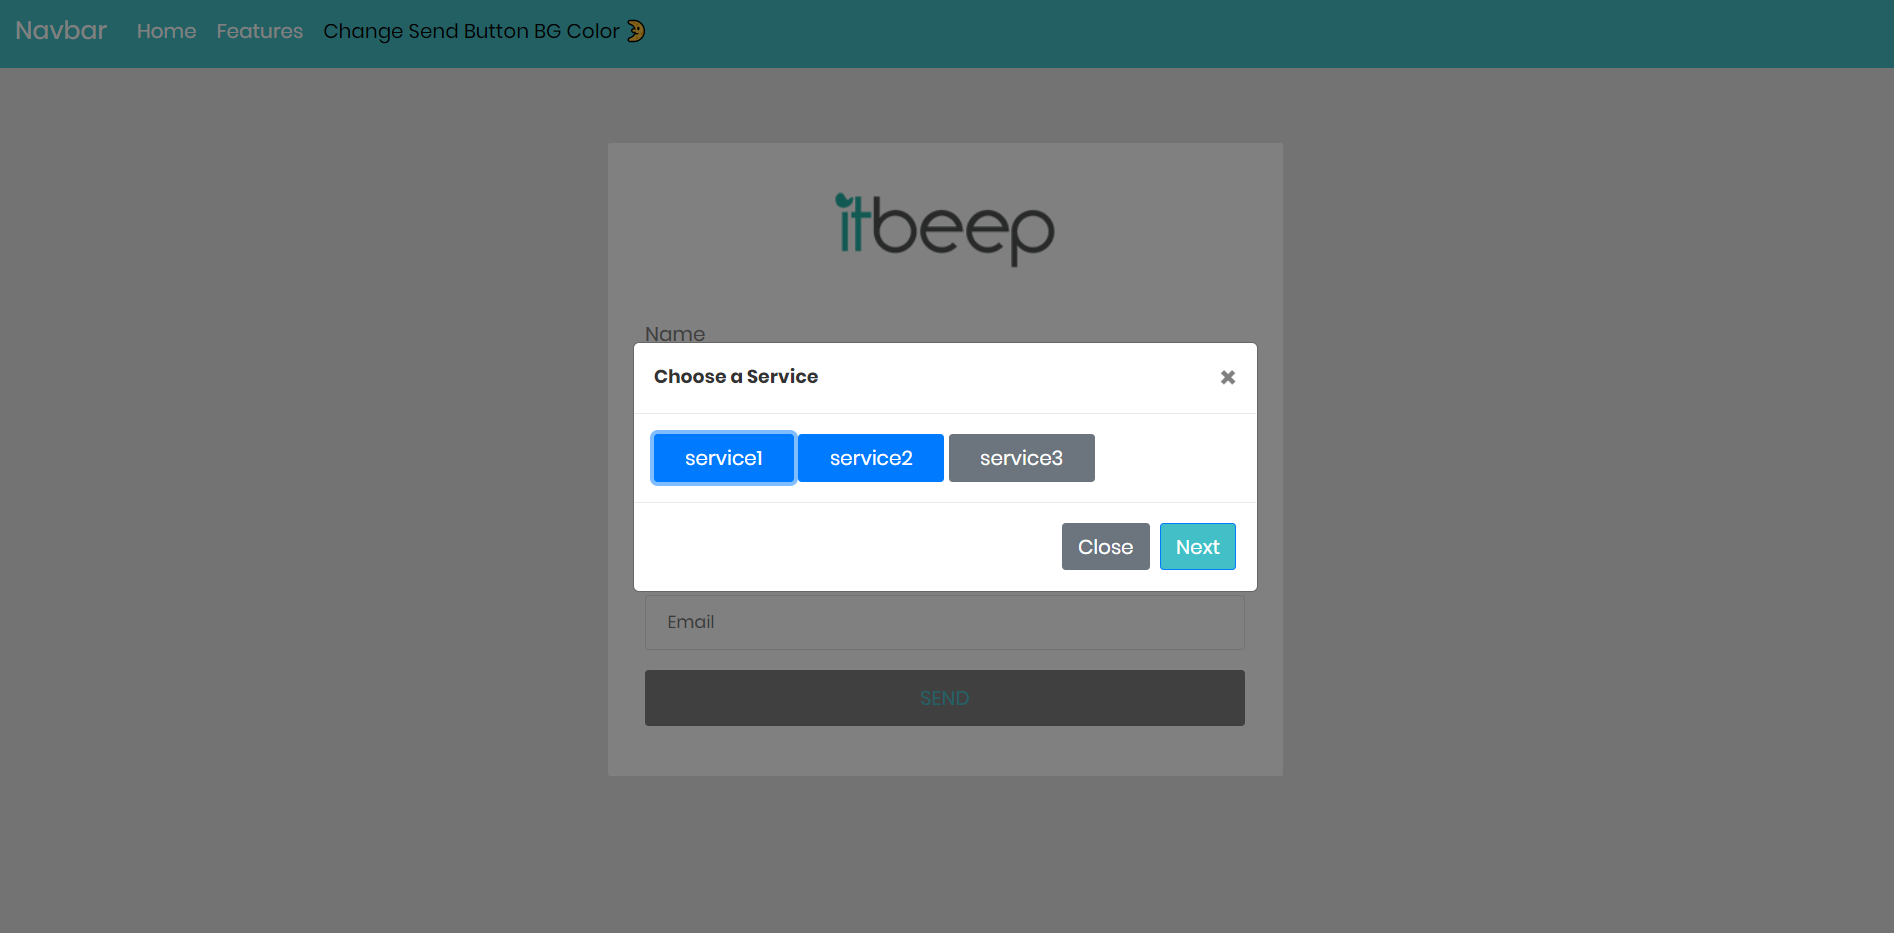 Navbar Home Features Change Send Button BG Color
itbeep
Name
Choose a Service ×
service1 service2 service3
Close Next
Email
SEND